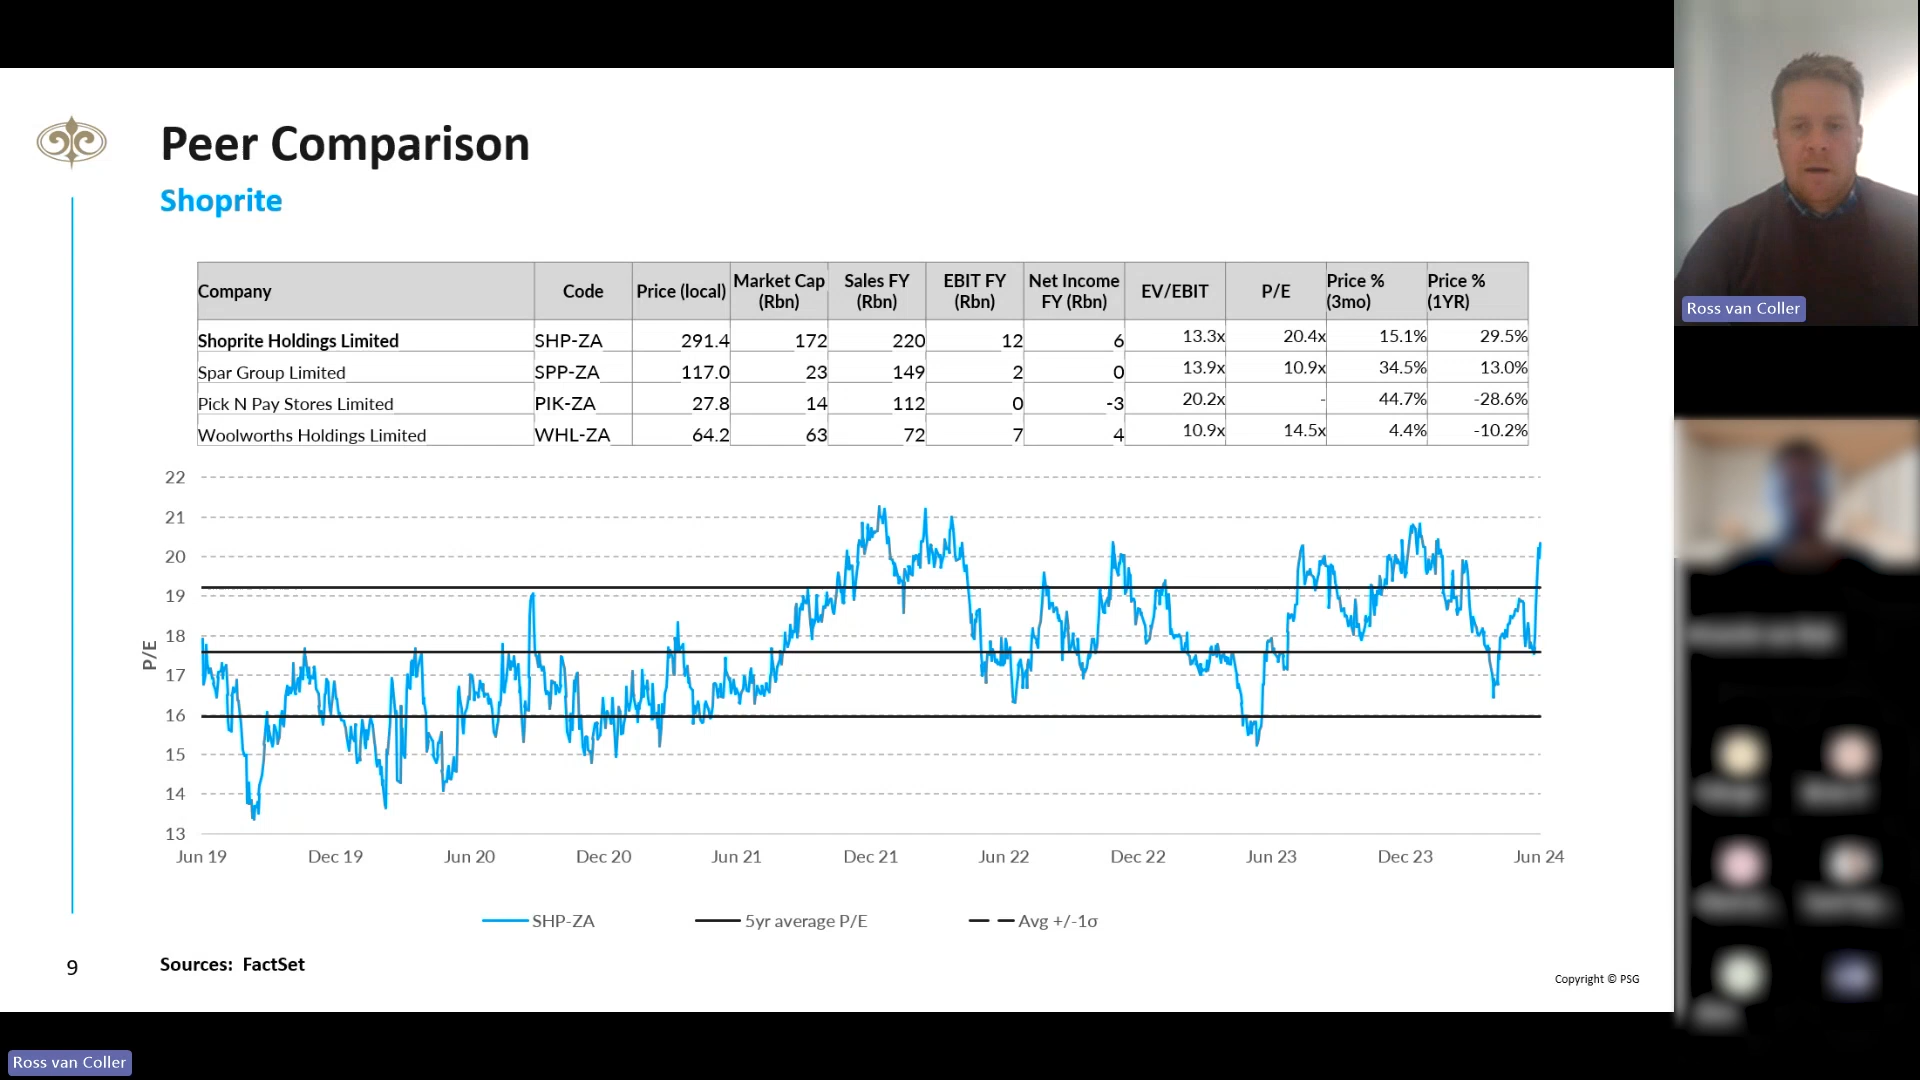 Peer Comparison
Shoprite
Company Code Price (local) Market Cap (Rbn) Sales FY (Rbn) EBIT FY (Rbn) Net Income FY (Rbn) EV/EBIT P/E Price % (3mo) Price % (1YR)
Shoprite Holdings Limited SHP-ZA 291.4 172 220 12 6 13.3x 20.4x 15.1% 29.5%
Spar Group Limited SPP-ZA 117.0 23 149 2 0 13.9x 10.9x 34.5% 13.0%
Pick N Pay Stores Limited PIK-ZA 27.8 14 112 0 -3 20.2x - 44.7% -28.6%
Woolworths Holdings Limited WHL-ZA 64.2 63 72 7 4 10.9x 14.5x 4.4% -10.2%
22
21
20
19
18
17
16
15
14
13
P/E
Jun 19 Dec 19 Jun 20 Dec 20 Jun 21 Dec 21 Jun 22 Dec 22 Jun 23 Dec 23 Jun 24
SHP-ZA 5yr average P/E Avg +/-1σ
9
Sources: FactSet
Copyright © PSG
Ross van Coller
Ross van Coller